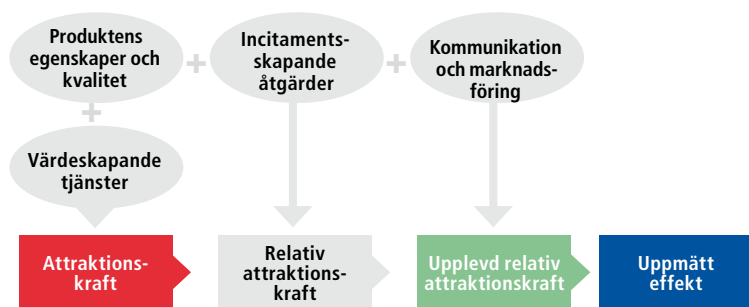 Produktens
egenskaper och
kvalitet
+
Incitaments-
skapande
åtgärder
+
Kommunikation
och marknads-
föring
+
Värdeskapande
tjänster
Attraktions-
kraft
Relativ
attraktions-
kraft
Upplevd relativ
attraktionskraft
Uppmätt
effekt